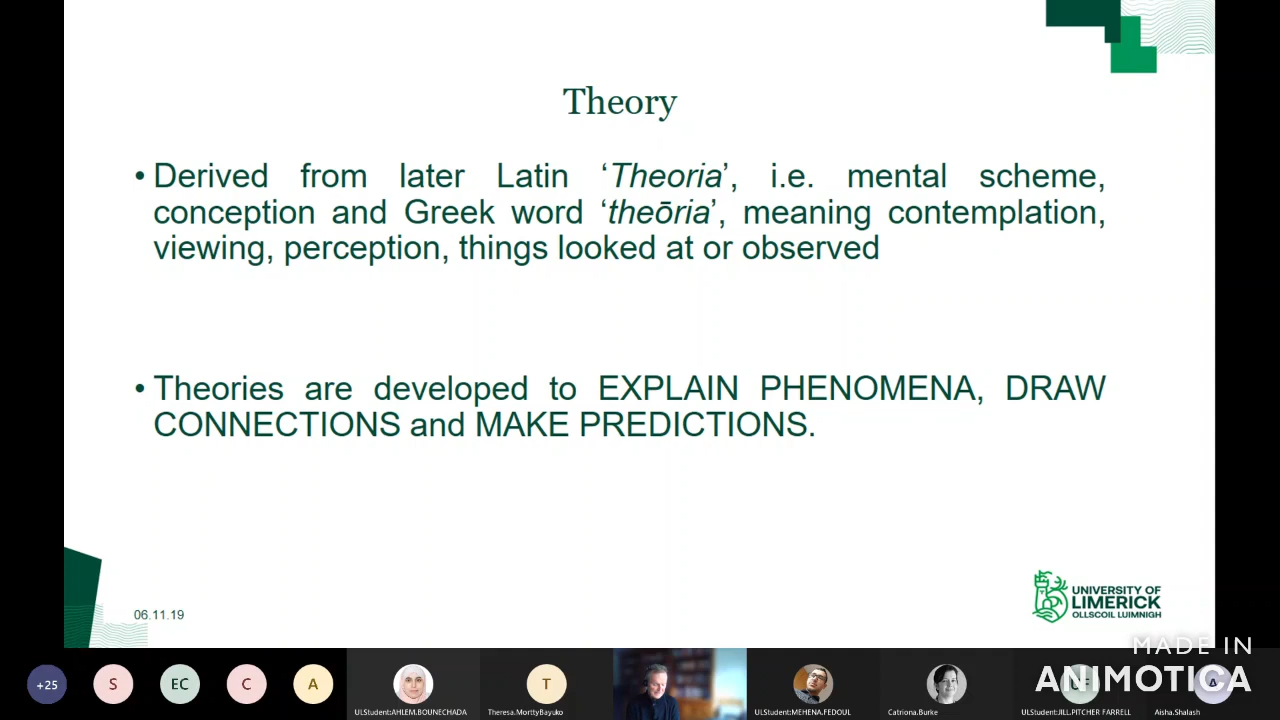 Theory
• Derived from later Latin ‘Theoria’, i.e. mental scheme,
conception and Greek word ‘theōria’, meaning contemplation,
viewing, perception, things looked at or observed
• Theories are developed to EXPLAIN PHENOMENA, DRAW
CONNECTIONS and MAKE PREDICTIONS.
06.11.19
UNIVERSITY OF
LIMERICK
OLLSCOIL LUIMNIGH
MADE IN
ANIMOTICA
+25
S
EC
C
A
T
A
ULStudent:AHLEM.BOUNECHADA
Theresa.MorttyBayuko
ULStudent:MEHENA.FEDOUL
Catriona.Burke
ULStudent:JILL.PITCHER FARRELL
Aisha.Shalash